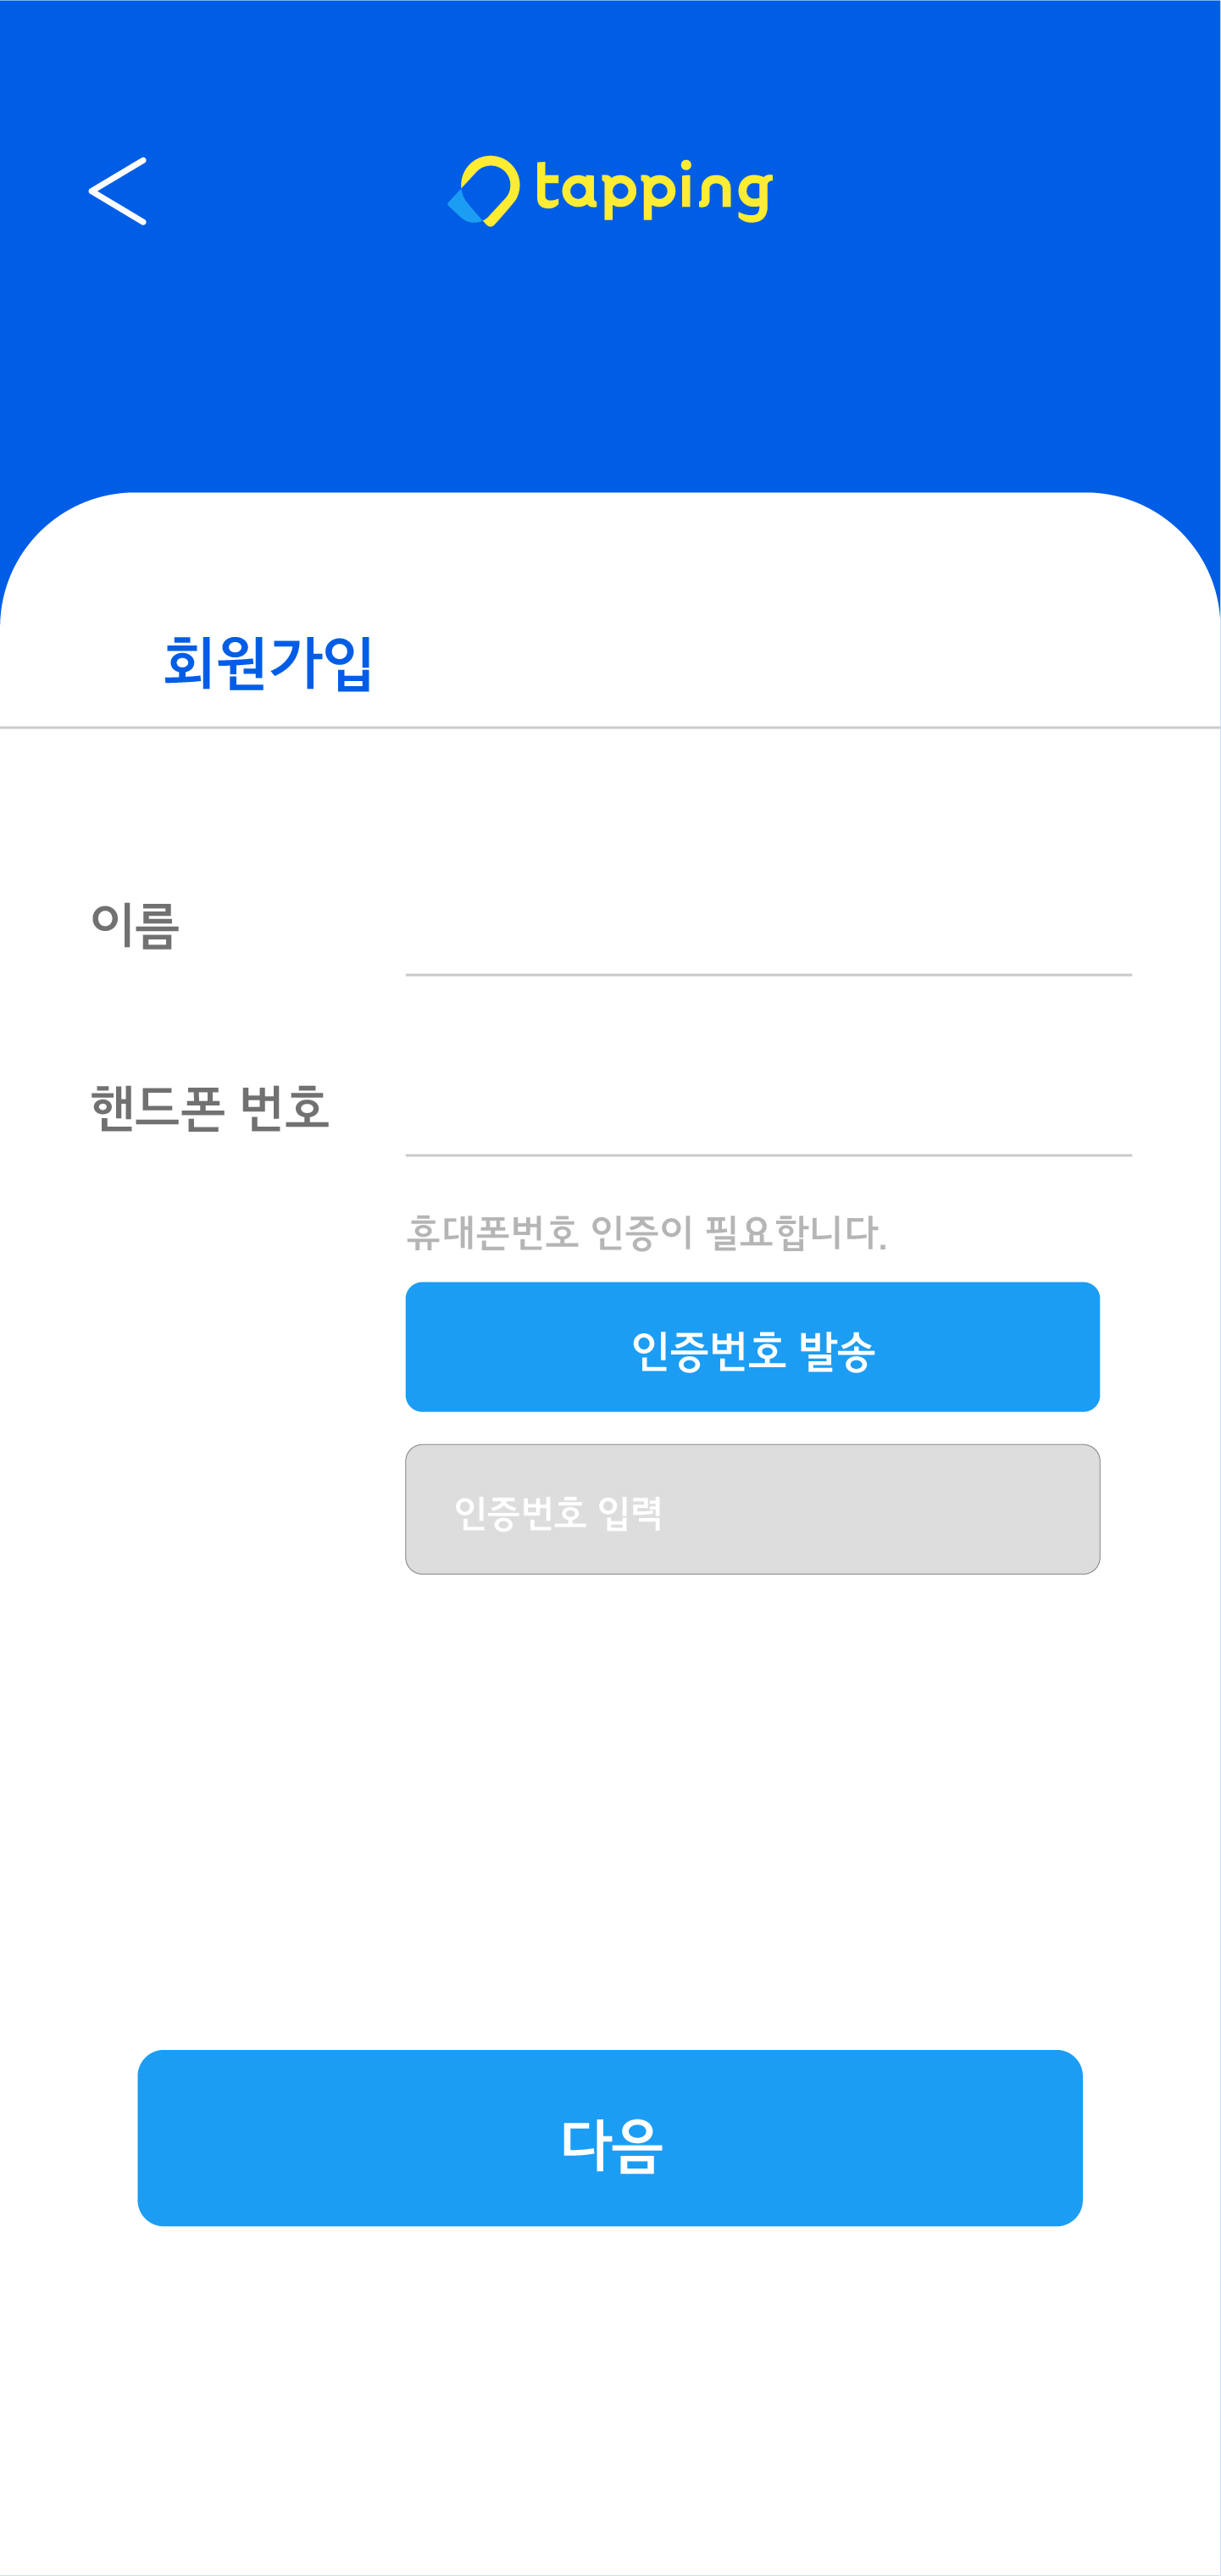 tapping
회원가입
이름
핸드폰 번호
휴대폰번호 인증이 필요합니다.
인증번호 발송
인증번호 입력
다음